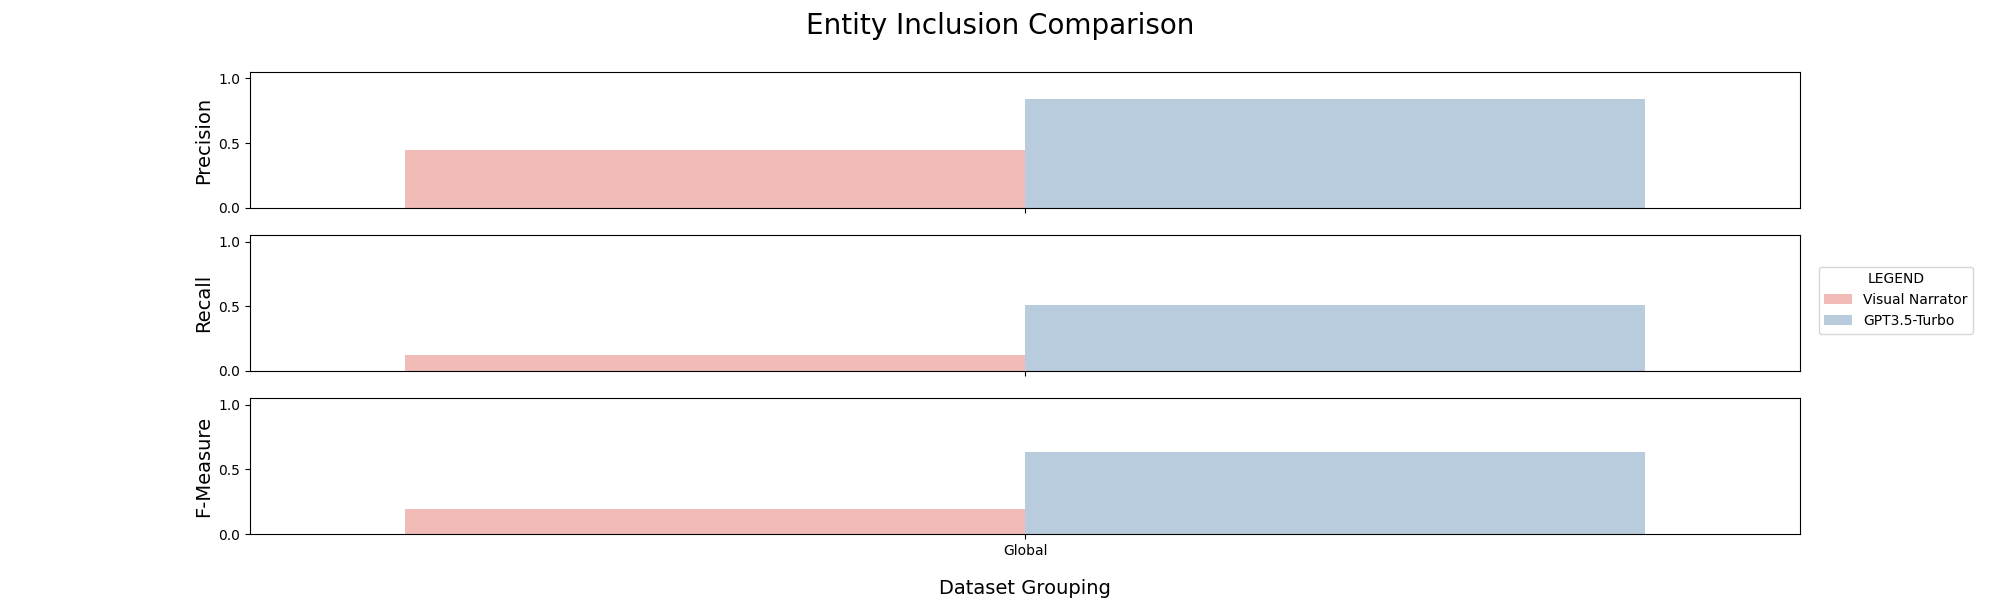 Entity Inclusion Comparison
Precision
1.0
0.5
0.0
Recall
1.0
0.5
0.0
F-Measure
1.0
0.5
0.0
Global
Dataset Grouping
LEGEND
Visual Narrator
GPT3.5-Turbo